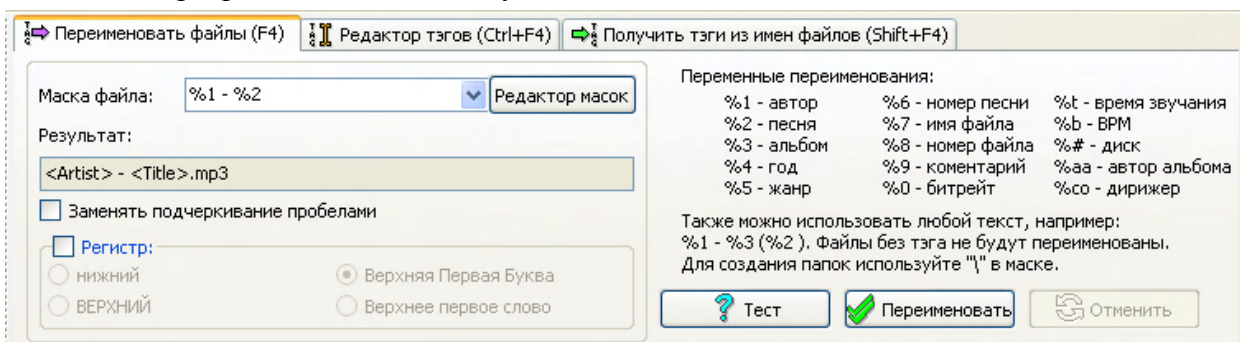 Переименовать файлы (F4) Редактор тэгов (Ctrl+F4) Получить тэги из имен файлов (Shift+F4)
Маска файла: %1 - %2 Редактор масок
Результат:
<Artist> - <Title>.mp3
Заменять подчеркивание пробелами
Регистр:
нижний Верхняя Первая Буква
ВЕРХНИЙ Верхнее первое слово
Переменные переименования:
%1 - автор %6 - номер песни %t - время звучания
%2 - песня %7 - имя файла %b - BPM
%3 - альбом %8 - номер файла %# - диск
%4 - год %9 - коментарий %aa - автор альбома
%5 - жанр %0 - битрейт %co - дирижер
Также можно использовать любой текст, например:
%1 - %3 (%2 ). Файлы без тэга не будут переименованы.
Для создания папок используйте "\" в маске.
Тест Переименовать Отменить